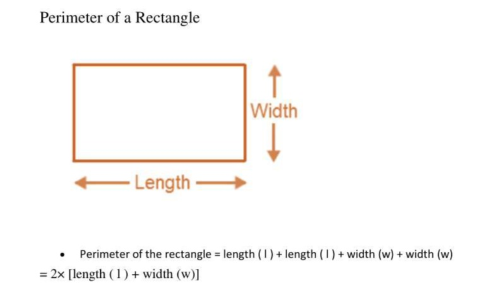 Perimeter of a Rectangle
Width
Length
• Perimeter of the rectangle = length ( l ) + length ( l ) + width (w) + width (w)
= 2× [length ( l ) + width (w)]